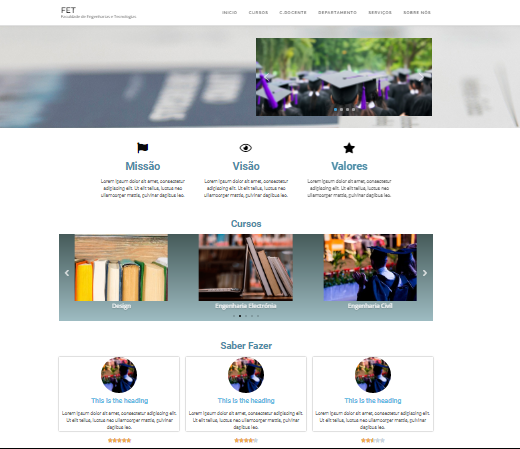 FET
Faculdade de Engenharias e Tecnologias
INICIO CURSOS C.DOCENTE DEPARTAMENTO SERVIÇOS SOBRE NÓS
Missão
Lorem ipsum dolor sit amet, consectetur
adipiscing elit. Ut elit tellus, luctus nec
ullamcorper mattis, pulvinar dapibus leo.
Visão
Lorem ipsum dolor sit amet, consectetur
adipiscing elit. Ut elit tellus, luctus nec
ullamcorper mattis, pulvinar dapibus leo.
Valores
Lorem ipsum dolor sit amet, consectetur
adipiscing elit. Ut elit tellus, luctus nec
ullamcorper mattis, pulvinar dapibus leo.
Cursos
Design
Engenharia Electrónia
Engenharia Civil
Saber Fazer
This is the heading
Lorem ipsum dolor sit amet, consectetur adipiscing elit.
Ut elit tellus, luctus nec ullamcorper mattis, pulvinar
dapibus leo.
This is the heading
Lorem ipsum dolor sit amet, consectetur adipiscing elit.
Ut elit tellus, luctus nec ullamcorper mattis, pulvinar
dapibus leo.
This is the heading
Lorem ipsum dolor sit amet, consectetur adipiscing elit.
Ut elit tellus, luctus nec ullamcorper mattis, pulvinar
dapibus leo.